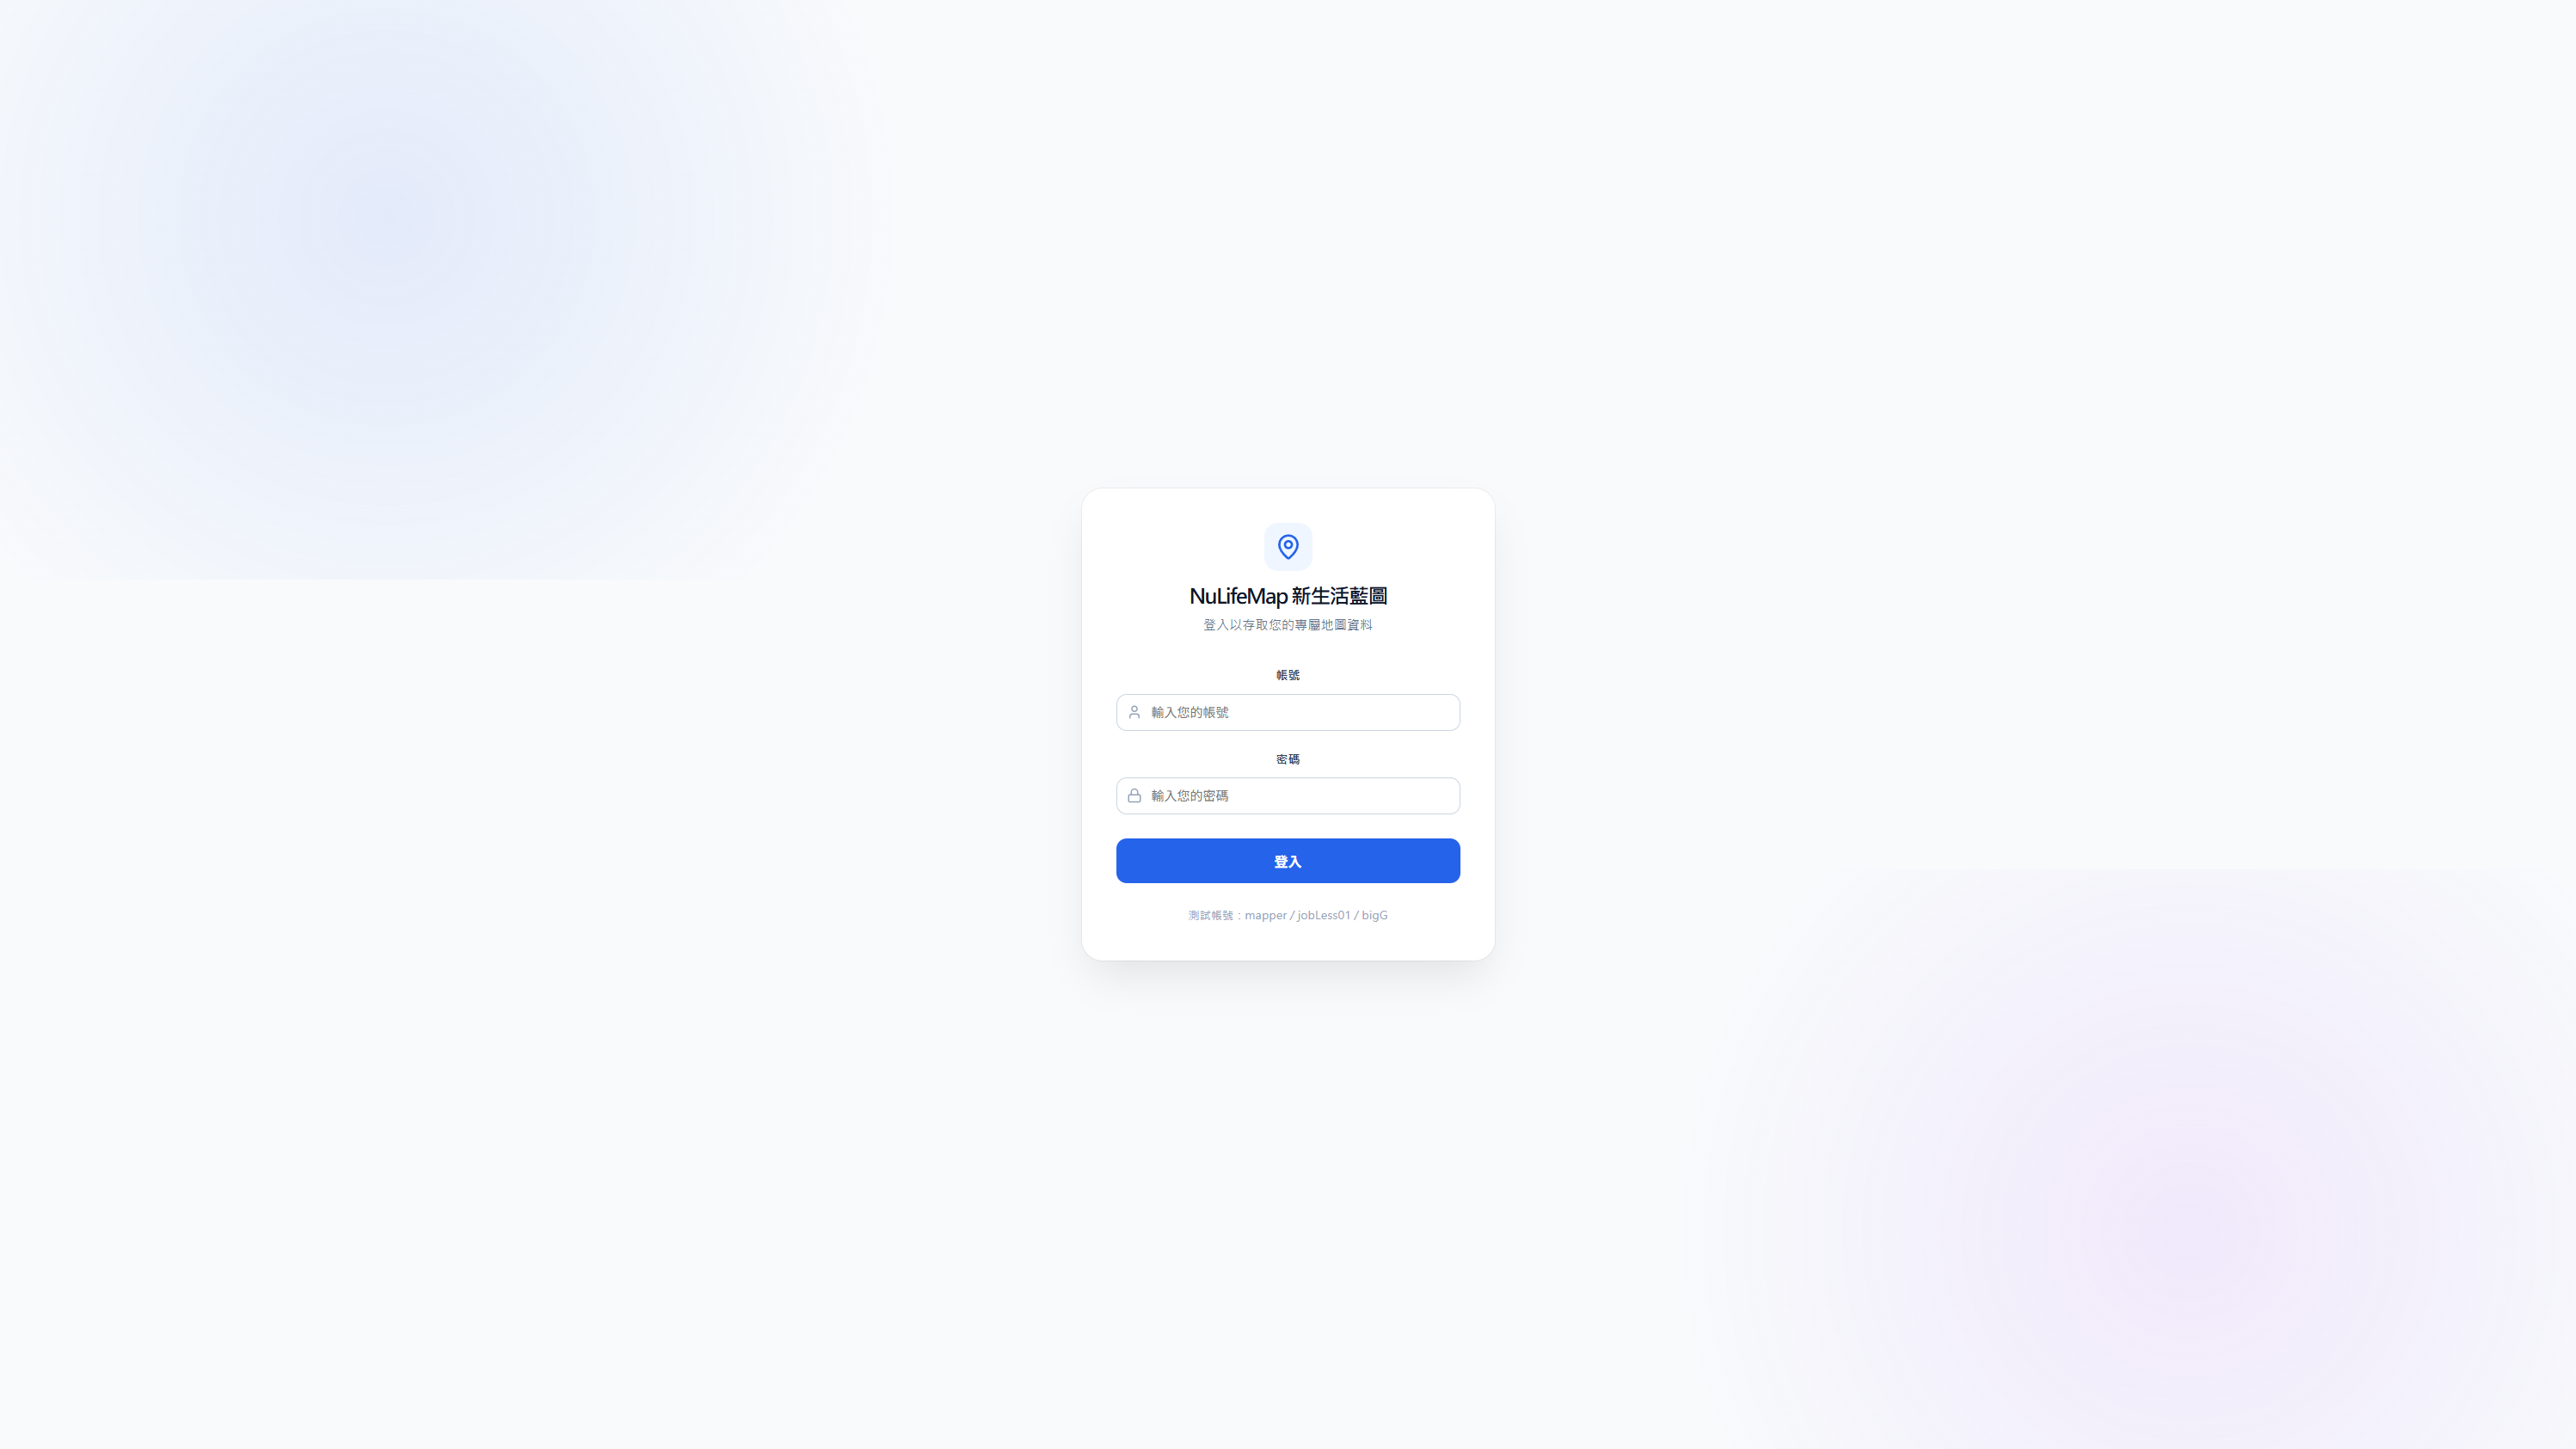 NuLifeMap 新生活藍圖
登入以存取您的專屬地圖資料
帳號
輸入您的帳號
密碼
輸入您的密碼
登入
測試帳號：mapper / jobLess01 / bigG